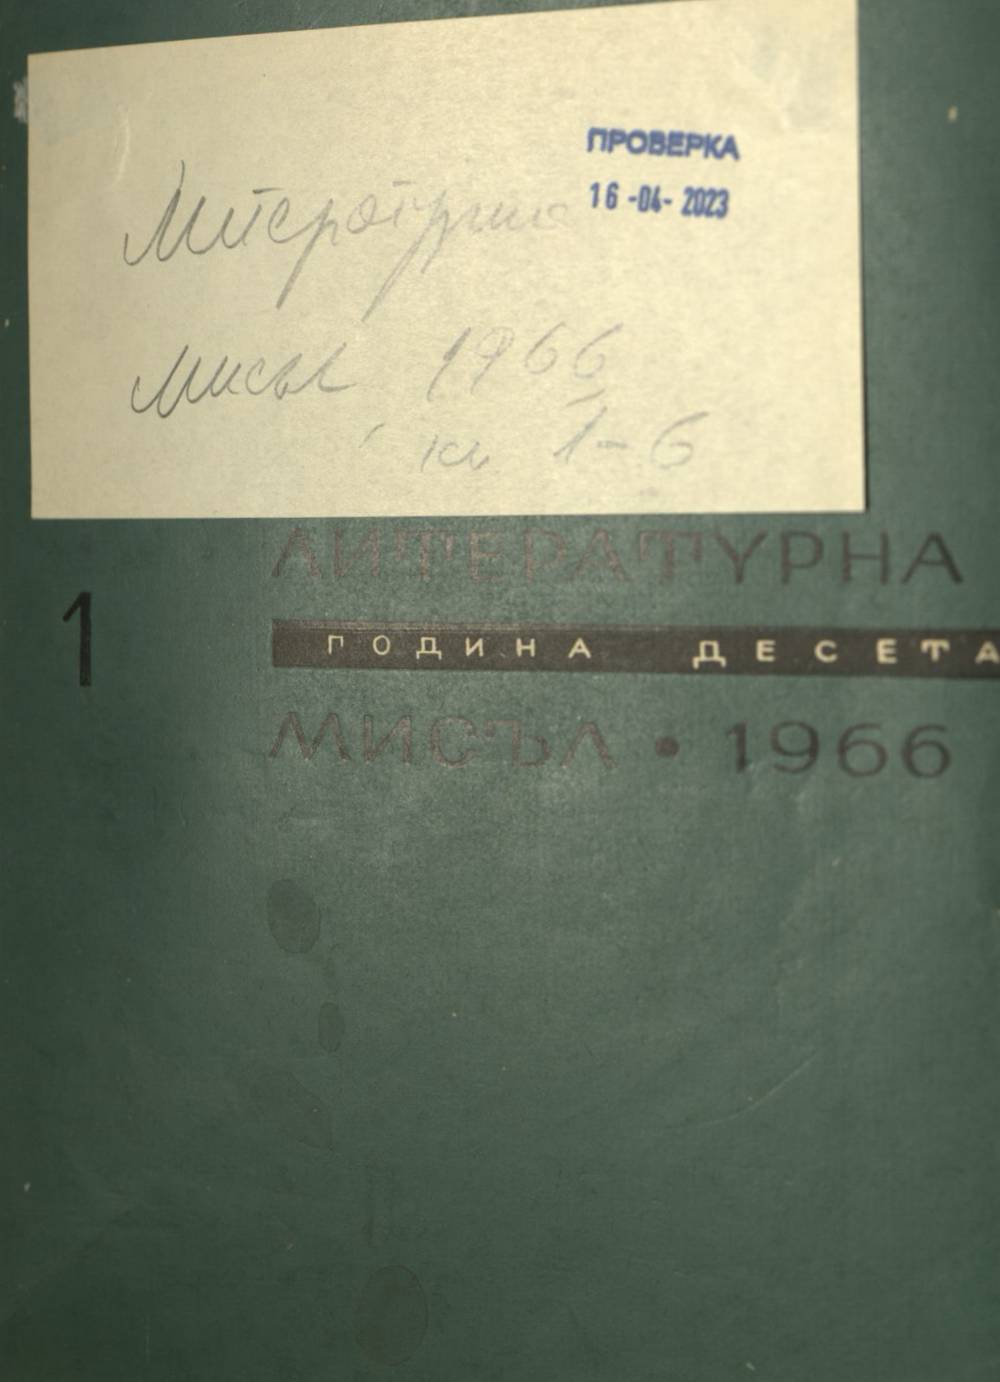 ПРОВЕРКА
16 -04- 2023
Литературна
мисъл 1966
кн 1-6
ЛИТЕРАТУРНА
1
ГОДИНА ДЕСЕТА
МИСЪЛ • 1966